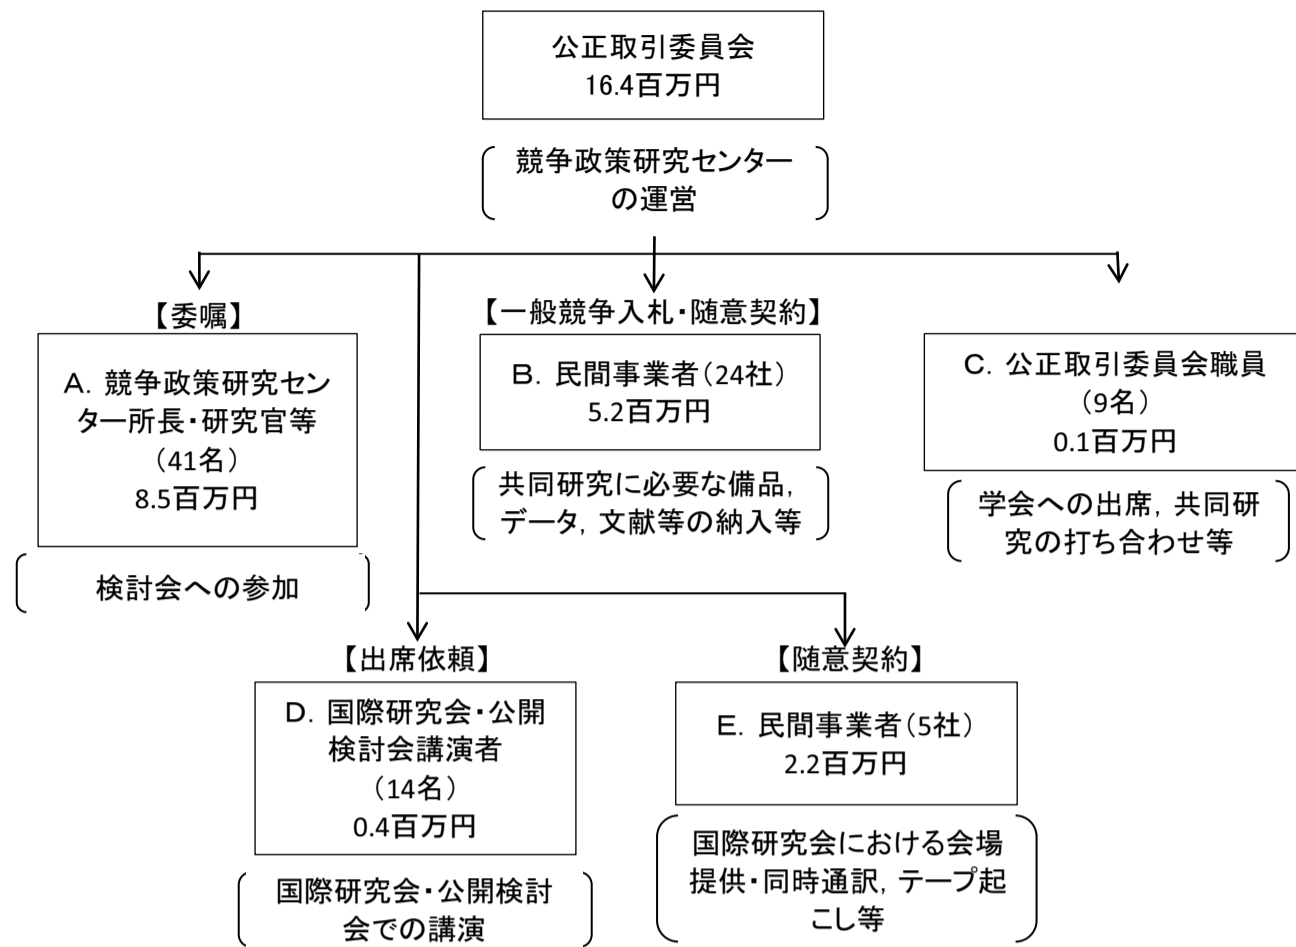 公正取引委員会
16.4百万円
競争政策研究センター
の運営
【委嘱】
A. 競争政策研究セン
ター所長・研究官等
（41名）
8.5百万円
検討会への参加
【一般競争入札・随意契約】
B. 民間事業者（24社）
5.2百万円
共同研究に必要な備品，
データ，文献等の納入等
C. 公正取引委員会職員
（9名）
0.1百万円
学会への出席，共同研
究の打ち合わせ等
【出席依頼】
D. 国際研究会・公開
検討会講演者
（14名）
0.4百万円
国際研究会・公開検討
会での講演
【随意契約】
E. 民間事業者（5社）
2.2百万円
国際研究会における会場
提供・同時通訳，テープ起
こし等